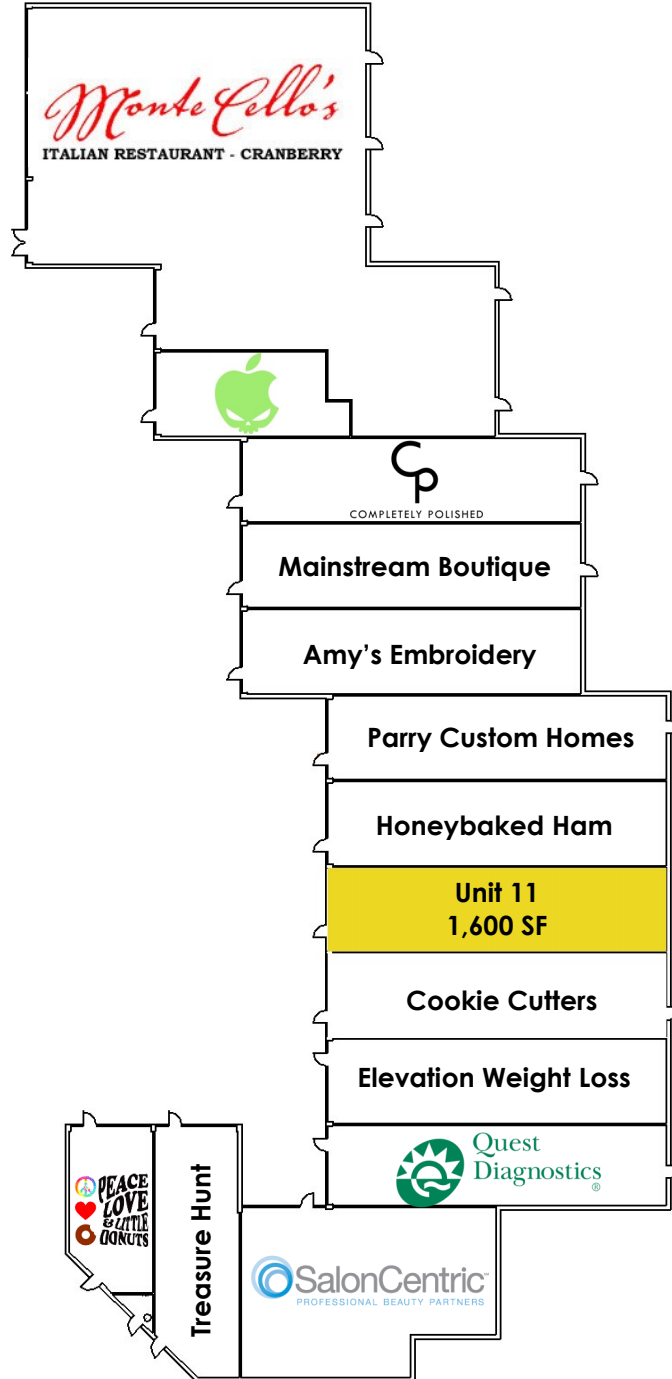 Monte Cello's
ITALIAN RESTAURANT - CRANBERRY
CP
COMPLETELY POLISHED
Mainstream Boutique
Amy’s Embroidery
Parry Custom Homes
Honeybaked Ham
Unit 11
1,600 SF
Cookie Cutters
Elevation Weight Loss
Quest
Diagnostics
®
PEACE
LOVE
& LITTLE
DONUTS
Treasure Hunt
SalonCentric™
PROFESSIONAL BEAUTY PARTNERS